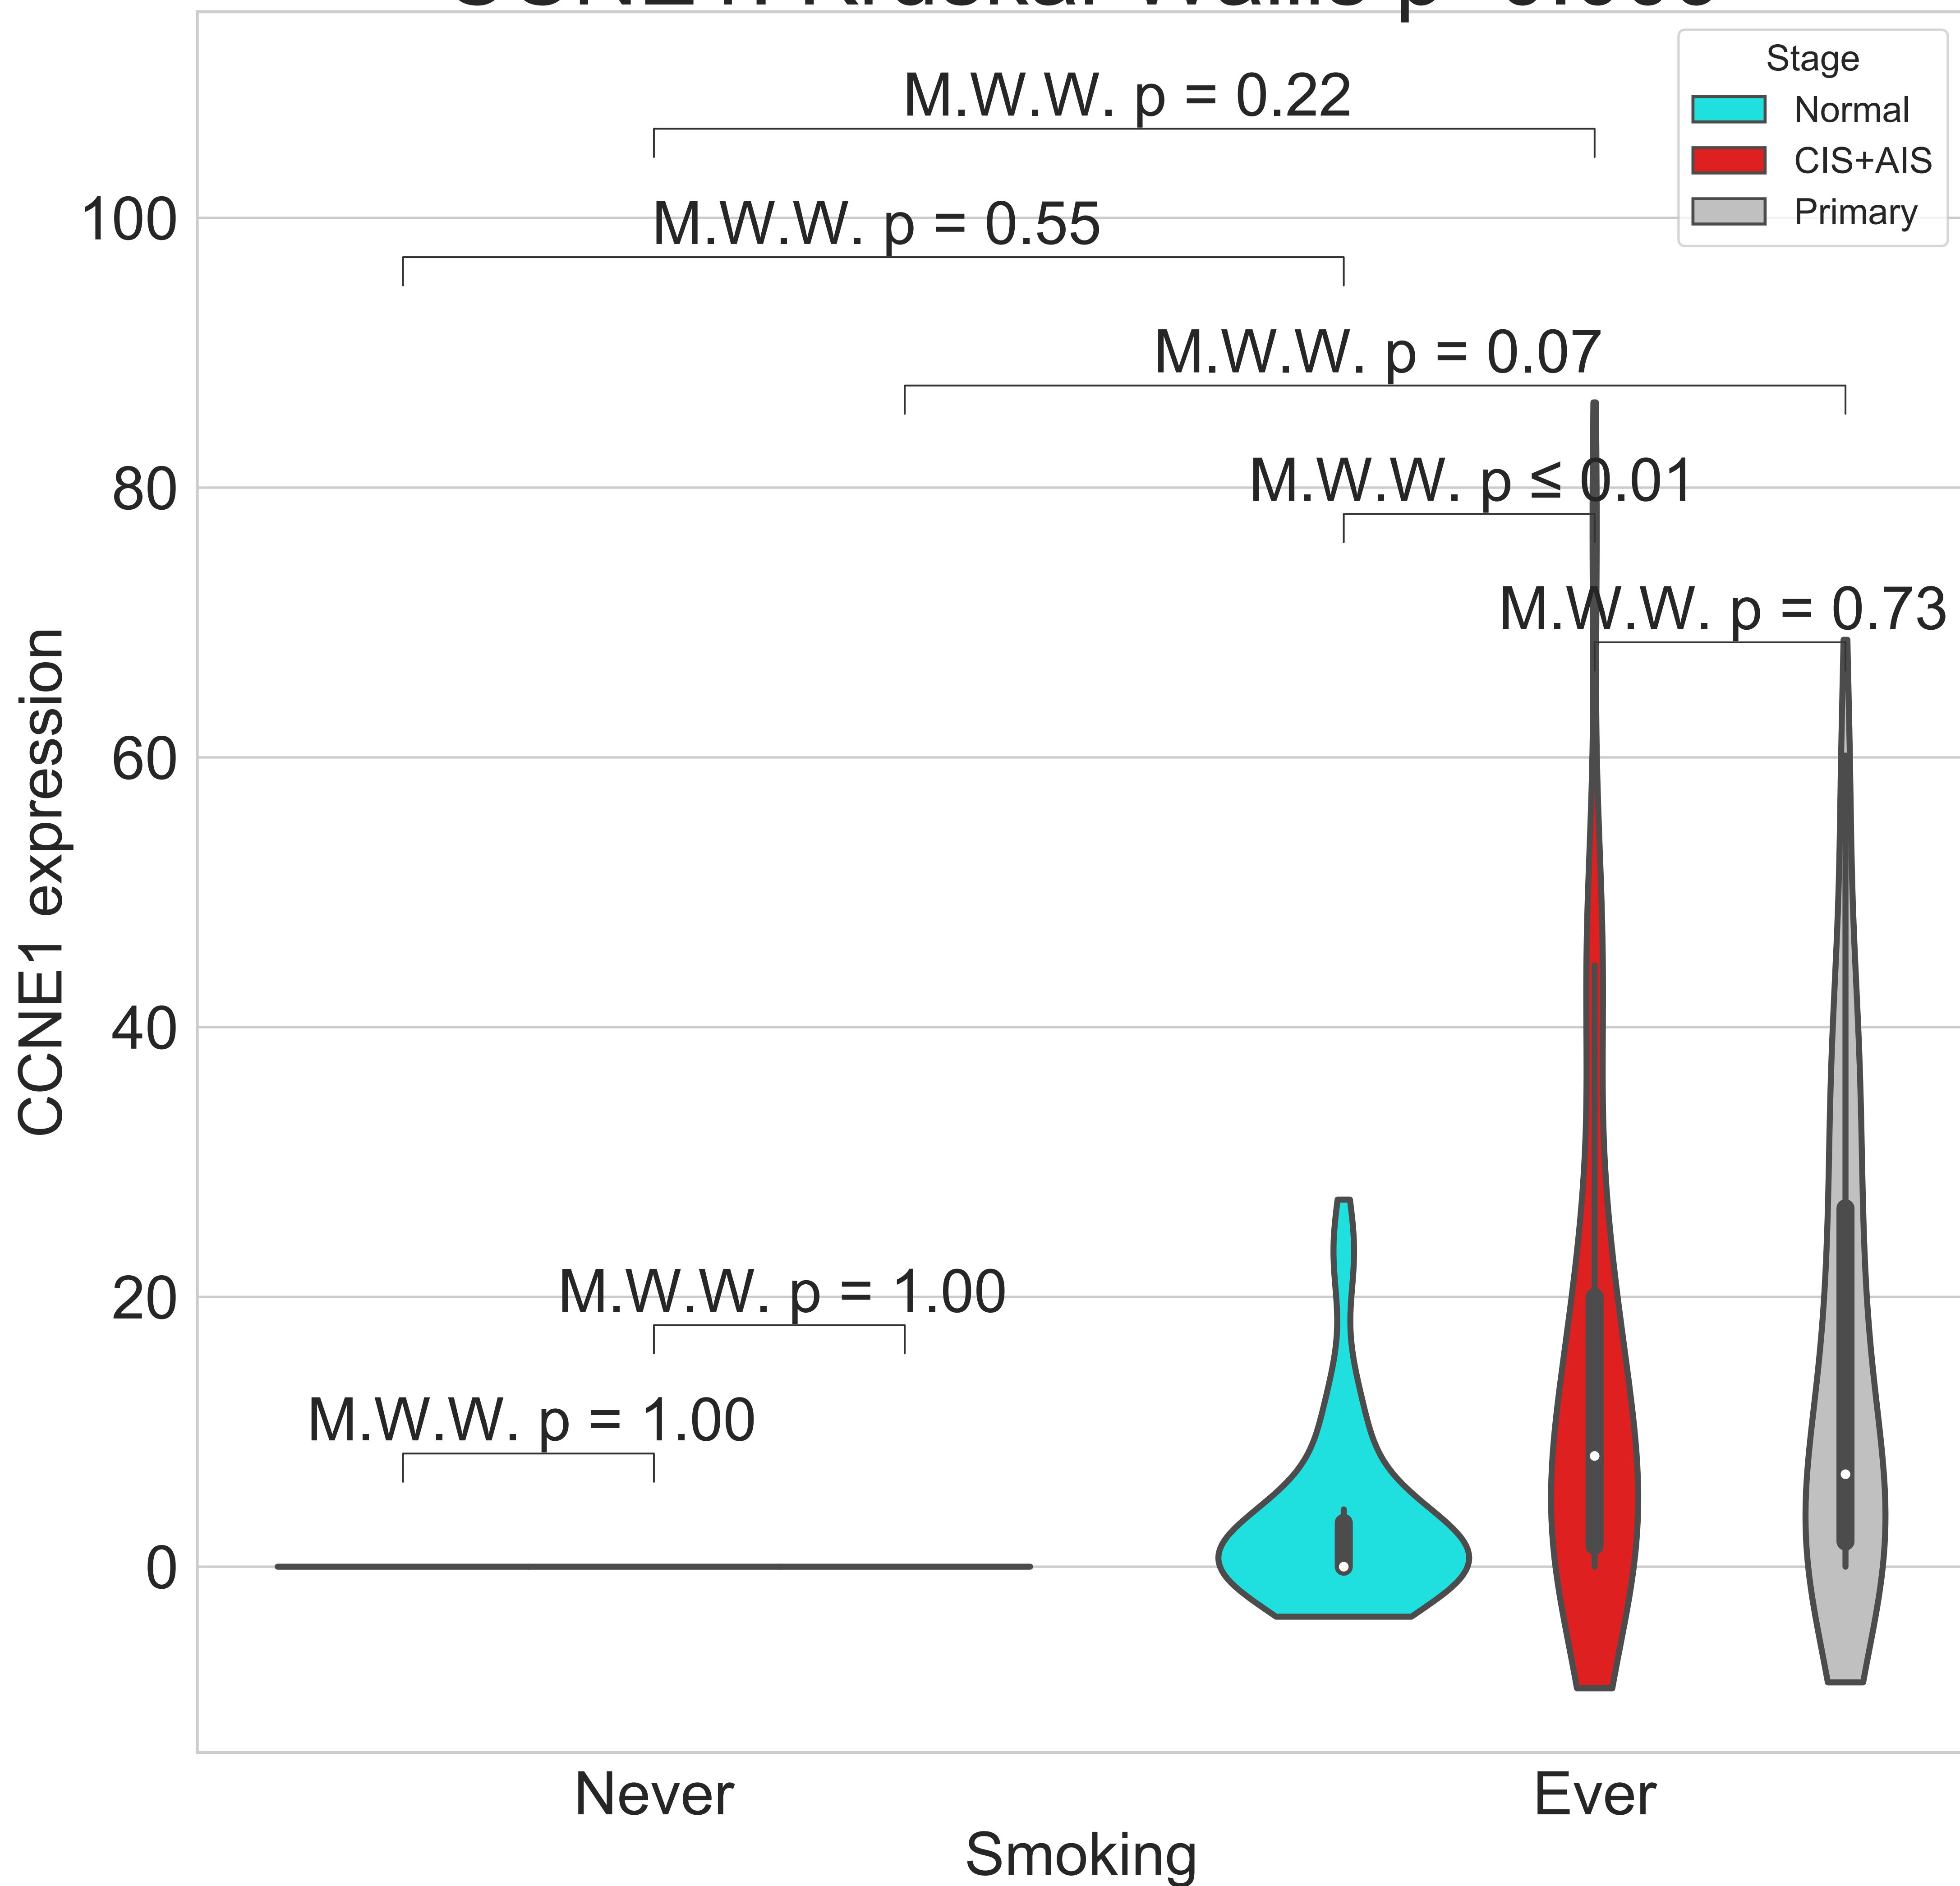 Stage
Normal
CIS+AIS
Primary
M.W.W. p = 0.22
M.W.W. p = 0.55
M.W.W. p = 0.07
M.W.W. p ≤ 0.01
M.W.W. p = 0.73
M.W.W. p = 1.00
M.W.W. p = 1.00
100
80
60
40
20
0
CCNE1 expression
Never
Ever
Smoking